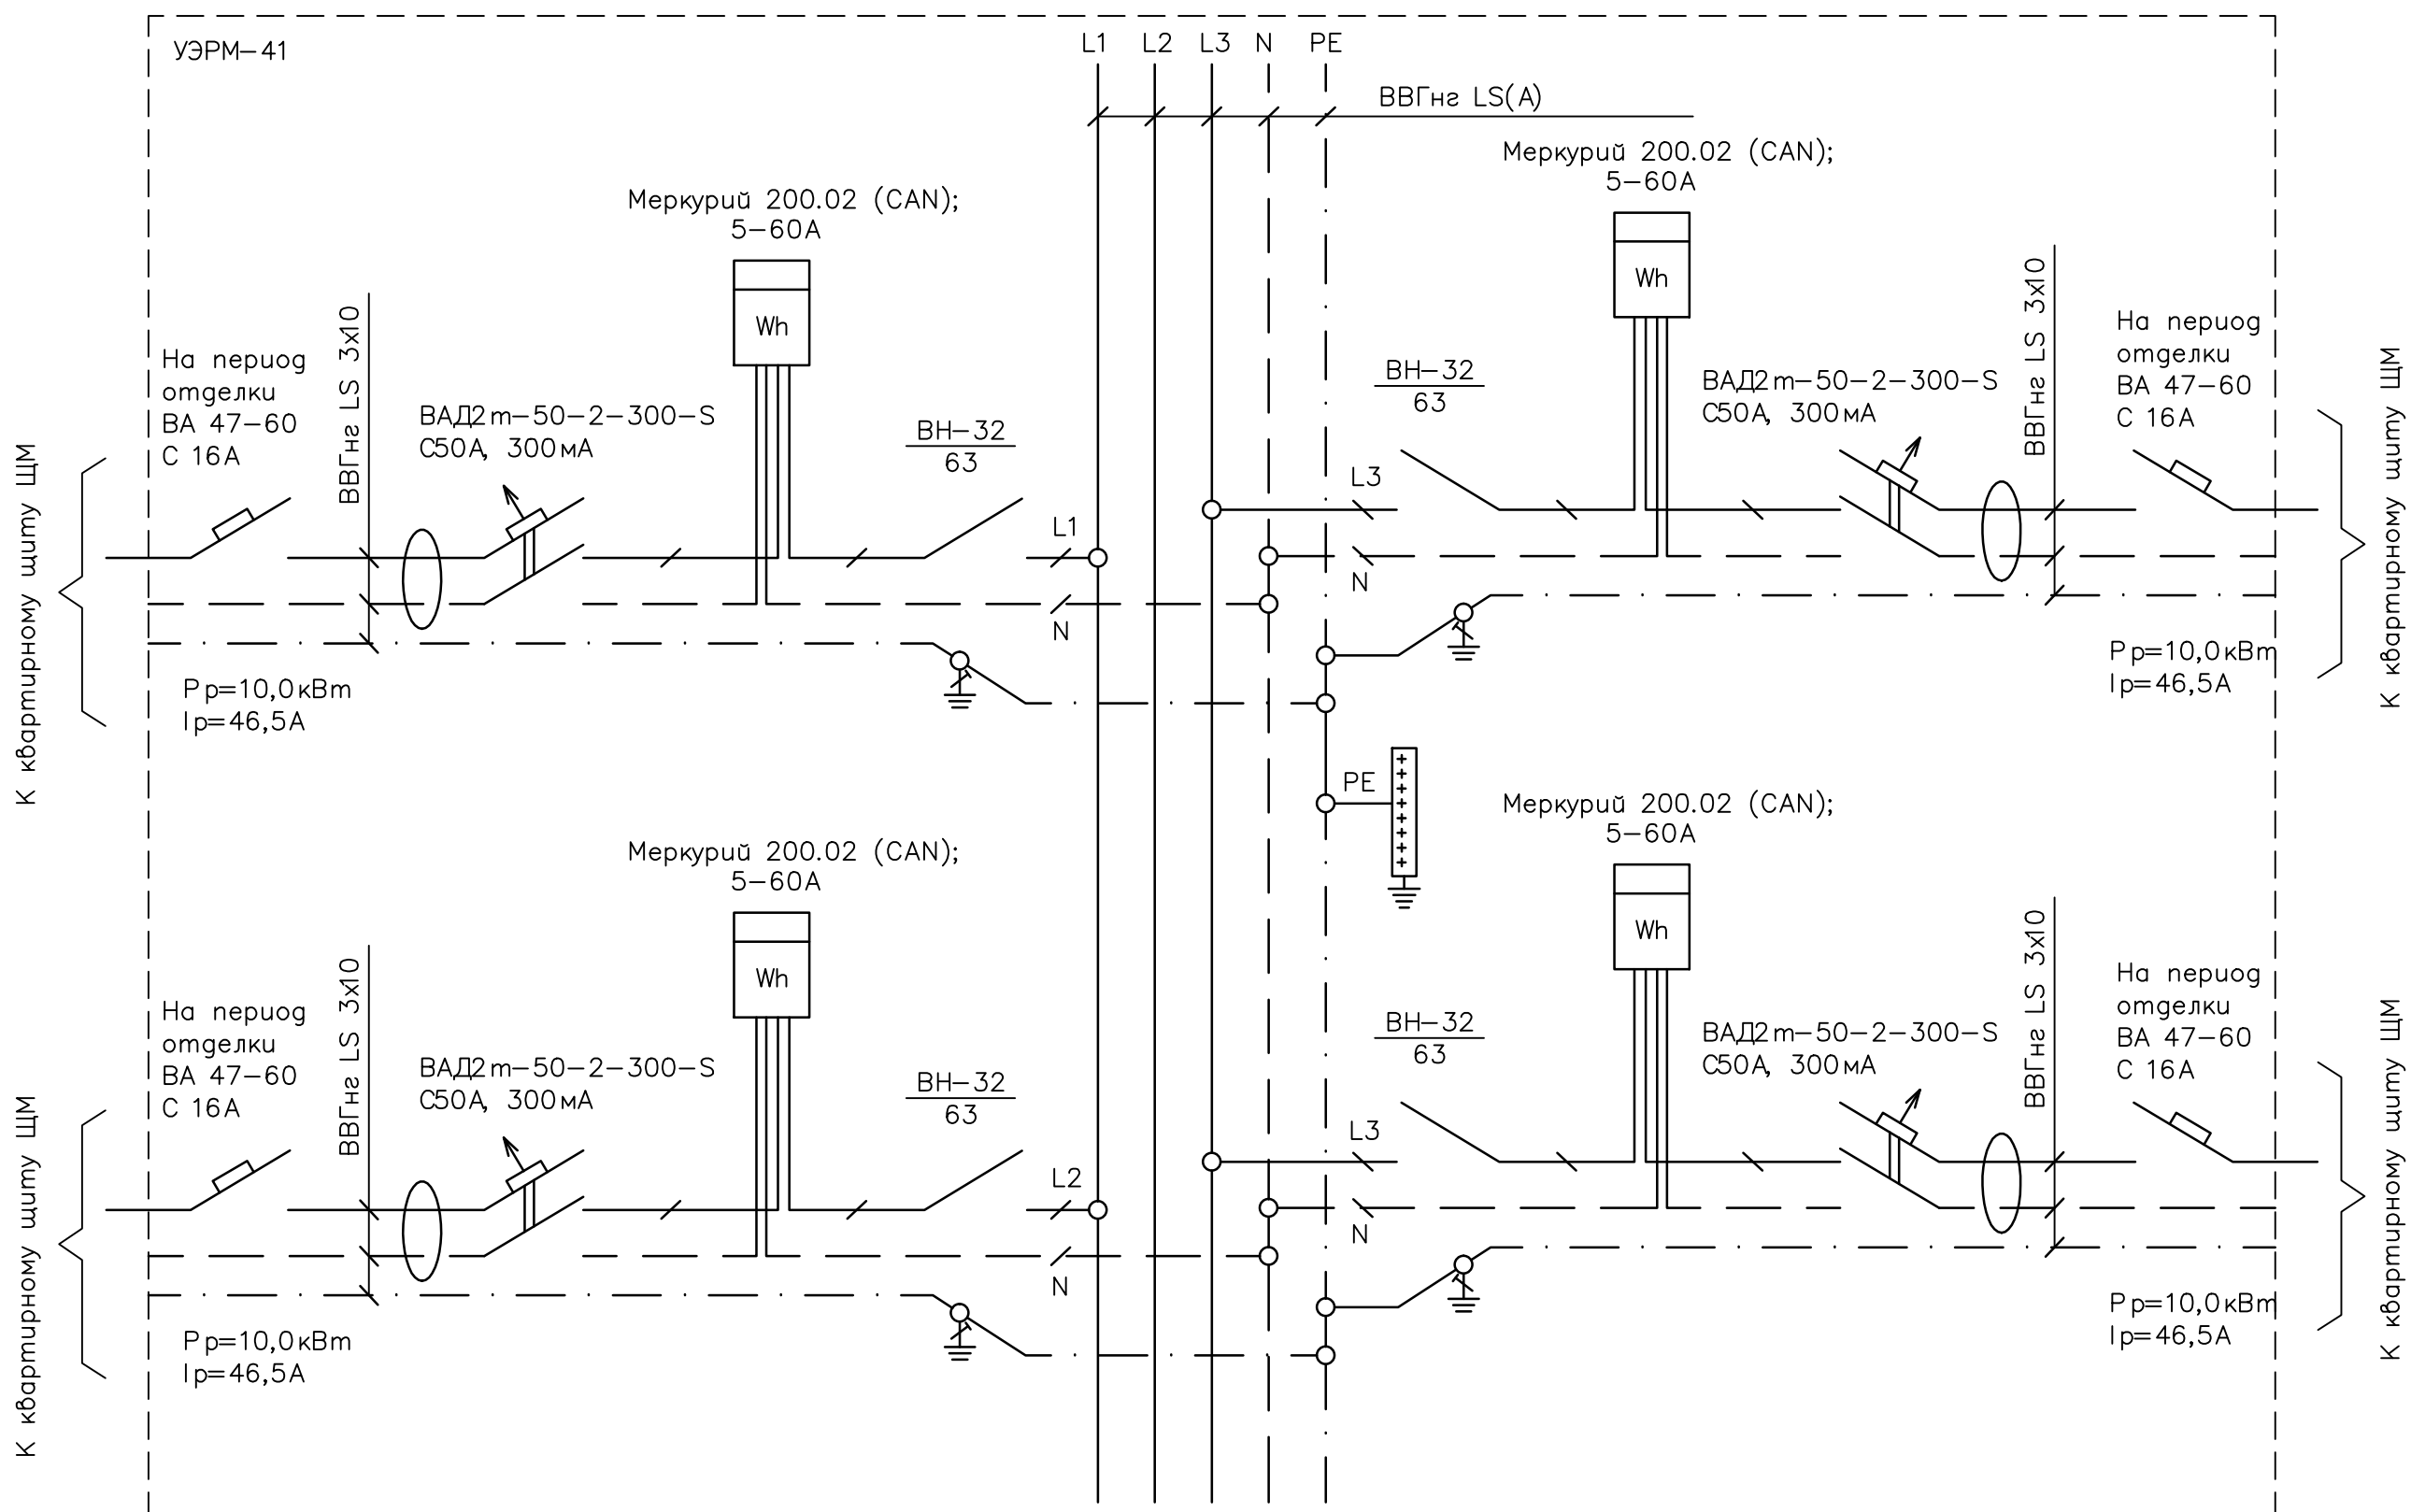 УЭРМ-41
L1 L2 L3 N PE
ВВГнг LS(А)
Меркурий 200.02 (CAN);
5-60А
Wh
На период
отделки
ВА 47-60
С 16А
ВВГнг LS 3х10
ВАД2т-50-2-300-S
С50А, 300мА
ВН-32
63
L1
N
Рр=10,0кВт
Iр=46,5А
К квартирному щиту ЩМ
Меркурий 200.02 (CAN);
5-60А
Wh
ВН-32
63
ВАД2т-50-2-300-S
С50А, 300мА
ВВГнг LS 3х10
На период
отделки
ВА 47-60
С 16А
L3
N
Рр=10,0кВт
Iр=46,5А
К квартирному щиту ЩМ
PE
Меркурий 200.02 (CAN);
5-60А
Wh
На период
отделки
ВА 47-60
С 16А
ВВГнг LS 3х10
ВАД2т-50-2-300-S
С50А, 300мА
ВН-32
63
L2
N
Рр=10,0кВт
Iр=46,5А
К квартирному щиту ЩМ
Меркурий 200.02 (CAN);
5-60А
Wh
ВН-32
63
ВАД2т-50-2-300-S
С50А, 300мА
ВВГнг LS 3х10
На период
отделки
ВА 47-60
С 16А
L3
N
Рр=10,0кВт
Iр=46,5А
К квартирному щиту ЩМ